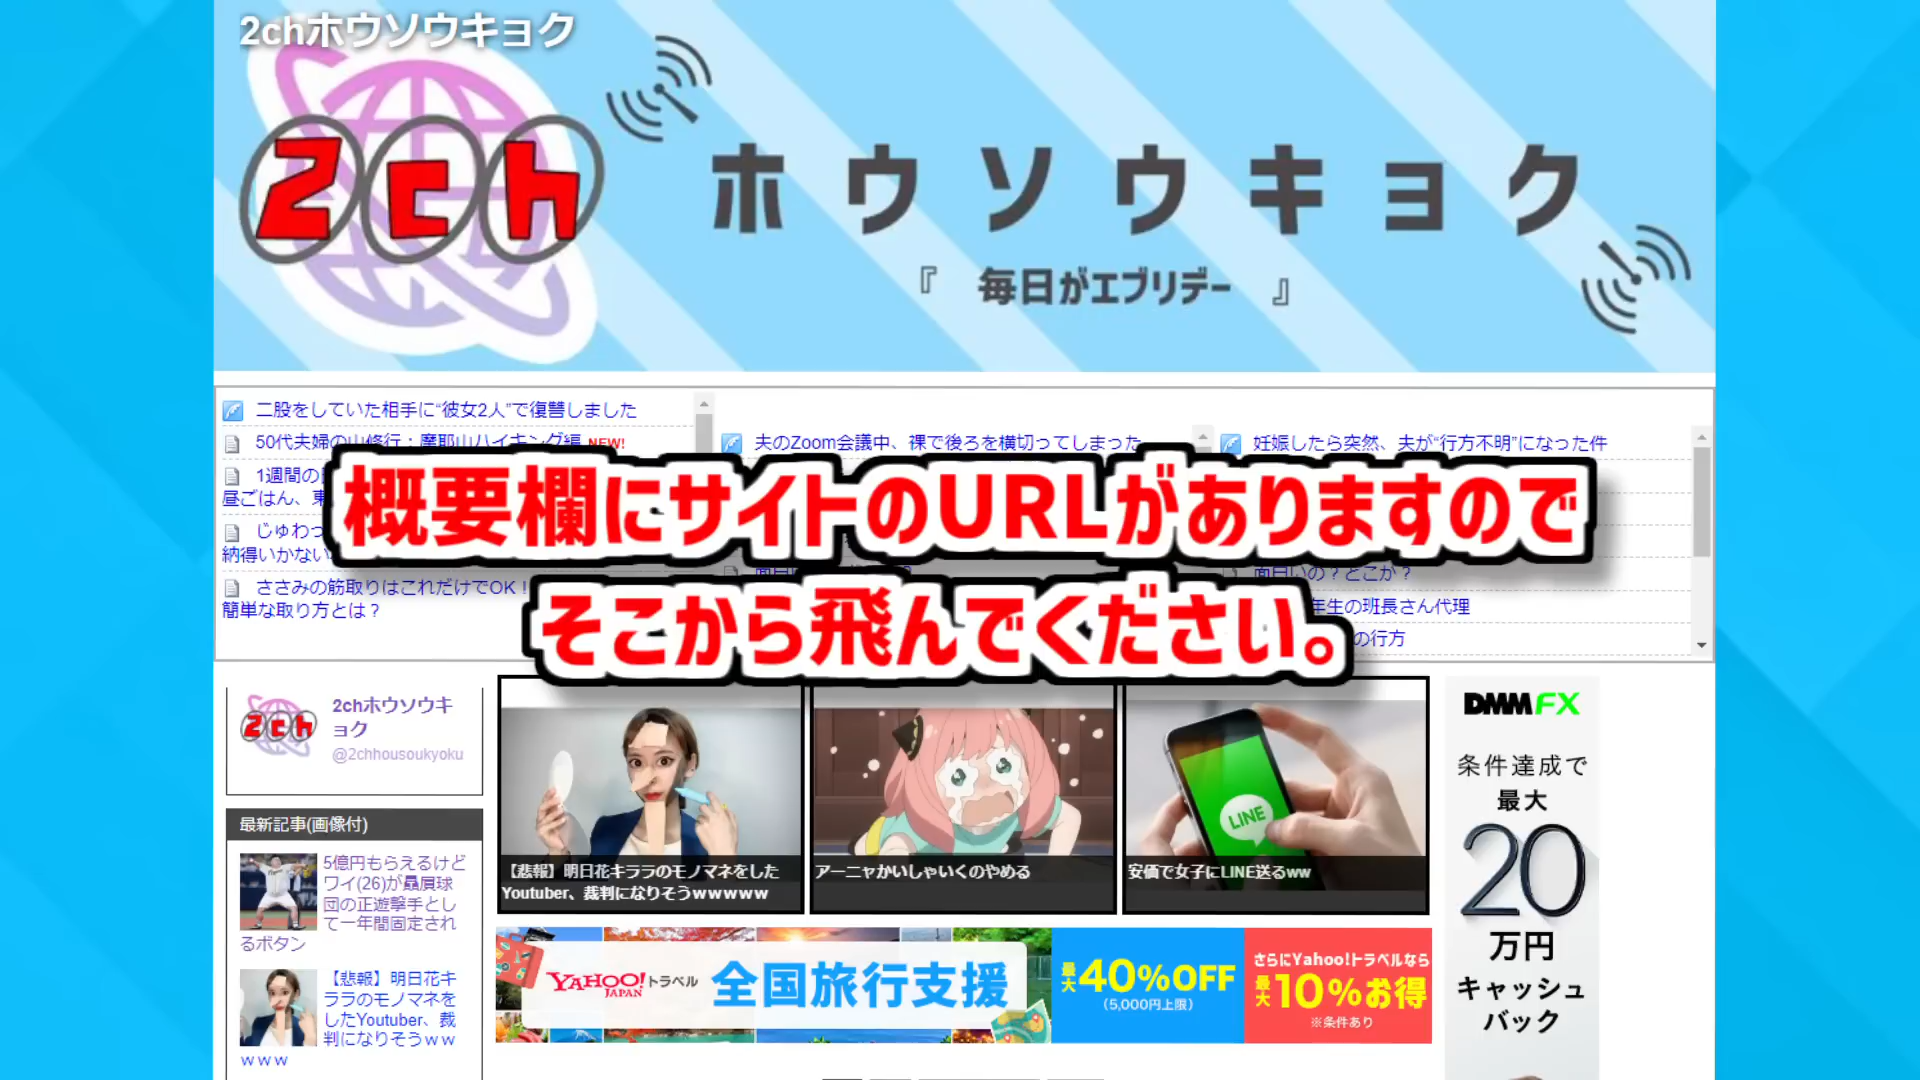 2chホウソウキョク
2ch
ホウソウキョク
『 毎日がエブリデー 』
二股をしていた相手に“彼女2人”で復讐しました
50代夫婦の山修行：摩耶山ハイキング編 NEW!
1週間の
昼ごはん、
じゅわっ
納得いかない
ささみの筋取りはこれだけでOK！
簡単な取り方とは？
夫のZoom会議中、裸で後ろを横切ってしまった
妊娠したら突然、夫が“行方不明”になった件
面白いの？どこが？
年生の班長さん代理
の行方
概要欄にサイトのURLがありますので
そこから飛んでください。
2ch
2chホウソウキ
ョク
@2chhousoukyoku
最新記事(画像付)
5億円もらえるけど
ワイ(26)が贔屓球
団の正遊撃手とし
て一年間固定され
るボタン
【悲報】明日花キ
ララのモノマネを
したYoutuber、裁
判になりそうｗｗ
ｗｗｗ
【悲報】明日花キララのモノマネをした
Youtuber、裁判になりそうｗｗｗｗｗ
アーニャかいしゃいくのやめる
LINE
安価で女子にLINE送るｗｗ
YAHOO!
JAPAN
トラベル
全国旅行支援
最大40%OFF
(5,000円上限)
さらにYahoo!トラベルなら
最大10%お得
※条件あり
DMM FX
条件達成で
最大
20
万円
キャッシュ
バック